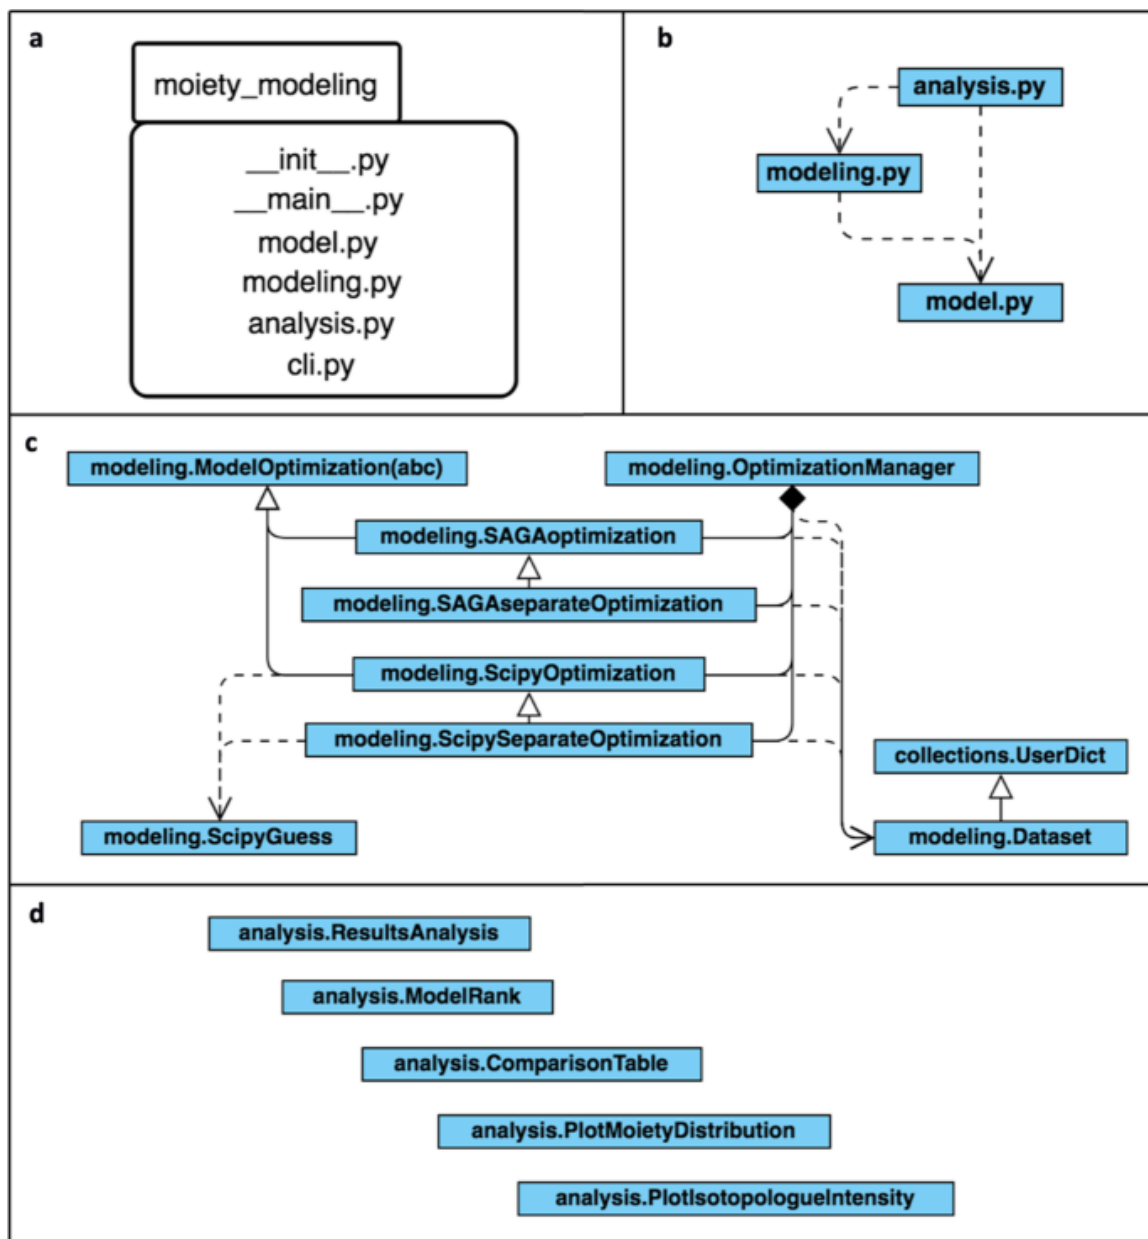 a
moiety_modeling
__init__.py
__main__.py
model.py
modeling.py
analysis.py
cli.py
b
analysis.py
modeling.py
model.py
c
modeling.ModelOptimization(abc)
modeling.OptimizationManager
modeling.SAGAoptimization
modeling.SAGAseparateOptimization
modeling.ScipyOptimization
modeling.ScipySeparateOptimization
collections.UserDict
modeling.ScipyGuess
modeling.Dataset
d
analysis.ResultsAnalysis
analysis.ModelRank
analysis.ComparisonTable
analysis.PlotMoietyDistribution
analysis.PlotIsotopologueIntensity